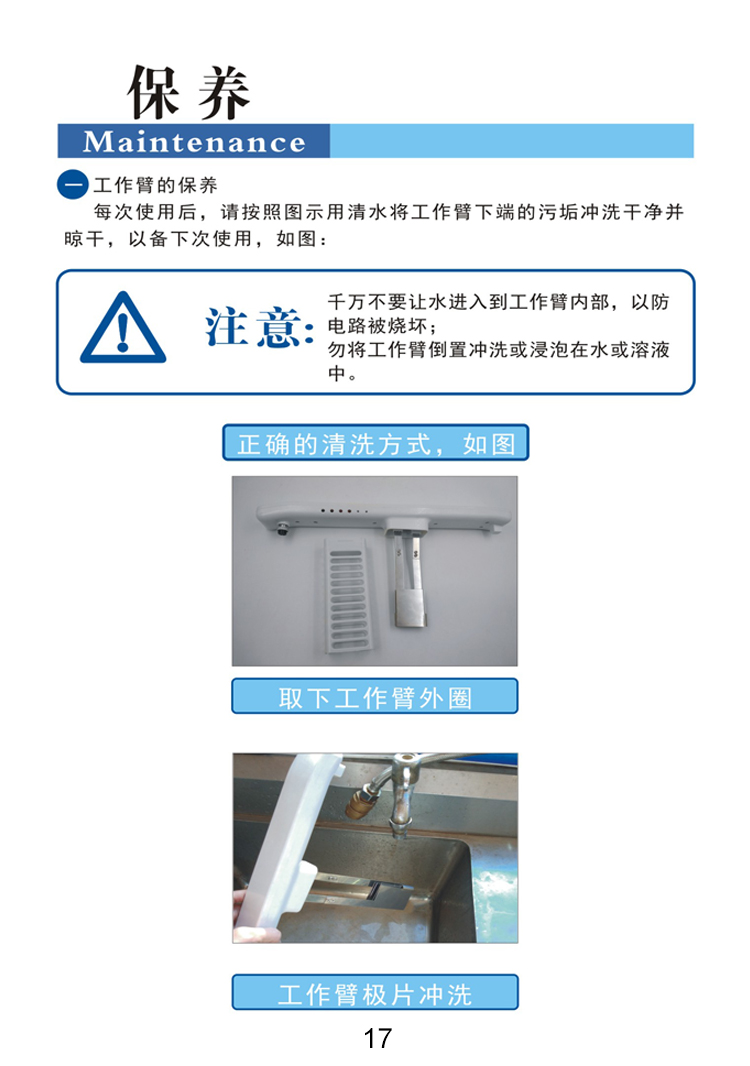 保养
Maintenance
一 工作臂的保养
每次使用后，请按照图示用清水将工作臂下端的污垢冲洗干净并
晾干，以备下次使用，如图：
注意:
千万不要让水进入到工作臂内部，以防
电路被烧坏；
勿将工作臂倒置冲洗或浸泡在水或溶液
中。
正确的清洗方式，如图
取下工作臂外圈
工作臂极片冲洗
17